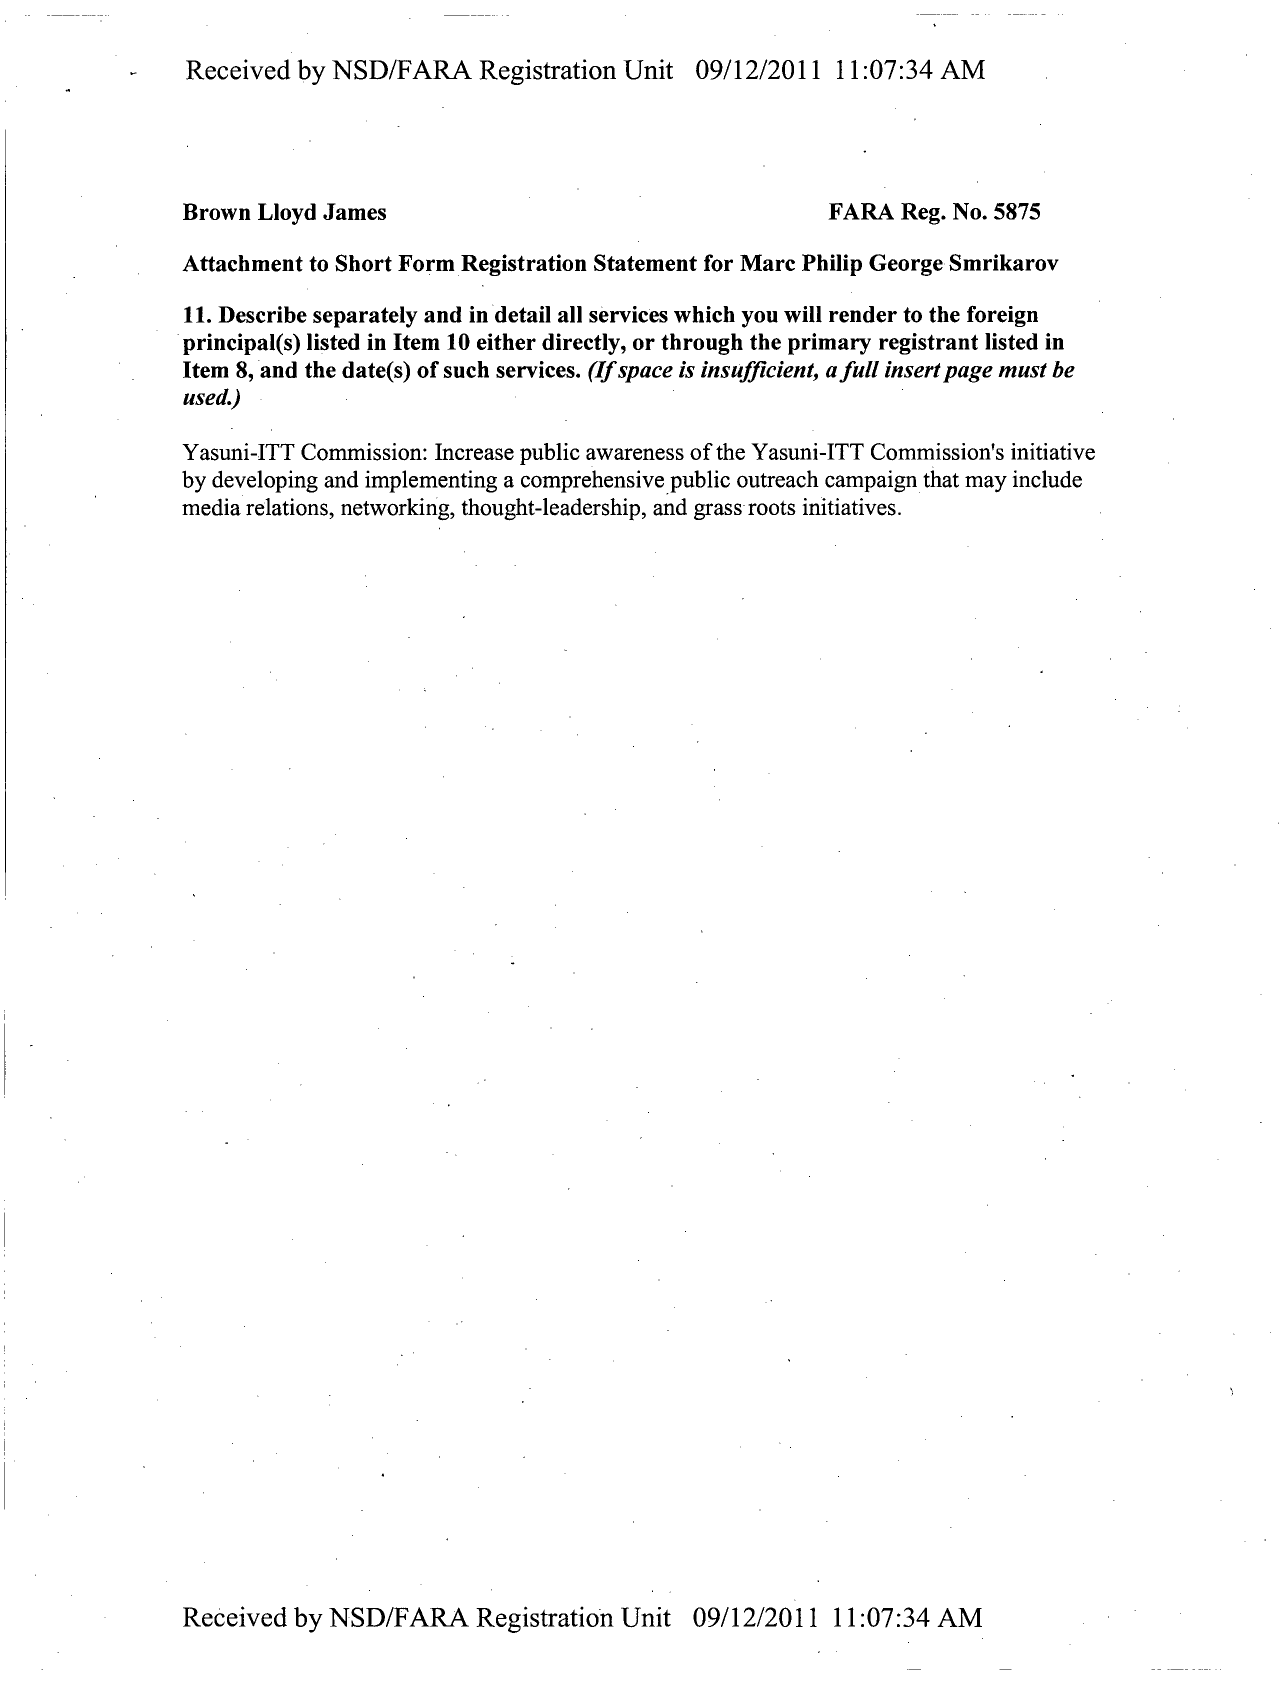 Received by NSD/FARA Registration Unit 09/12/2011 11:07:34 AM
Brown Lloyd James FARA Reg. No. 5875
Attachment to Short Form Registration Statement for Marc Philip George Smrikarov
11. Describe separately and in detail all services which you will render to the foreign
principal(s) listed in Item 10 either directly, or through the primary registrant listed in
Item 8, and the date(s) of such services. (If space is insufficient, a full insert page must be
used.)
Yasuni-ITT Commission: Increase public awareness of the Yasuni-ITT Commission's initiative
by developing and implementing a comprehensive public outreach campaign that may include
media relations, networking, thought-leadership, and grass roots initiatives.
Received by NSD/FARA Registration Unit 09/12/2011 11:07:34 AM